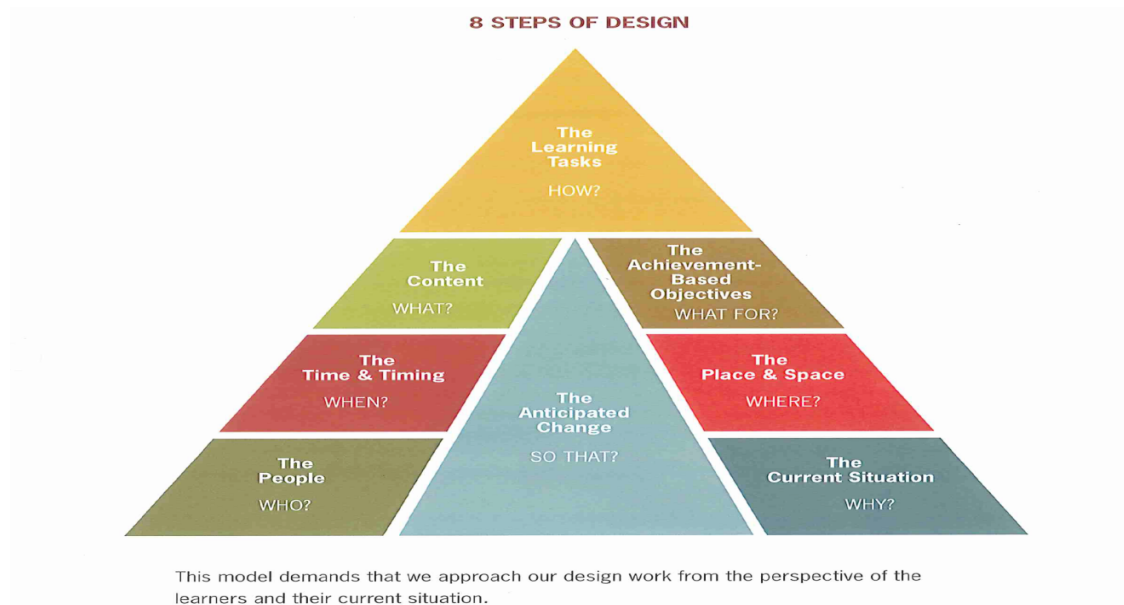 8 STEPS OF DESIGN
The
Learning
Tasks
HOW?
The
Content
WHAT?
The
Achievement-
Based
Objectives
WHAT FOR?
The
Time & Timing
WHEN?
The
Anticipated
Change
SO THAT?
The
Place & Space
WHERE?
The
People
WHO?
The
Current Situation
WHY?
This model demands that we approach our design work from the perspective of the
learners and their current situation.